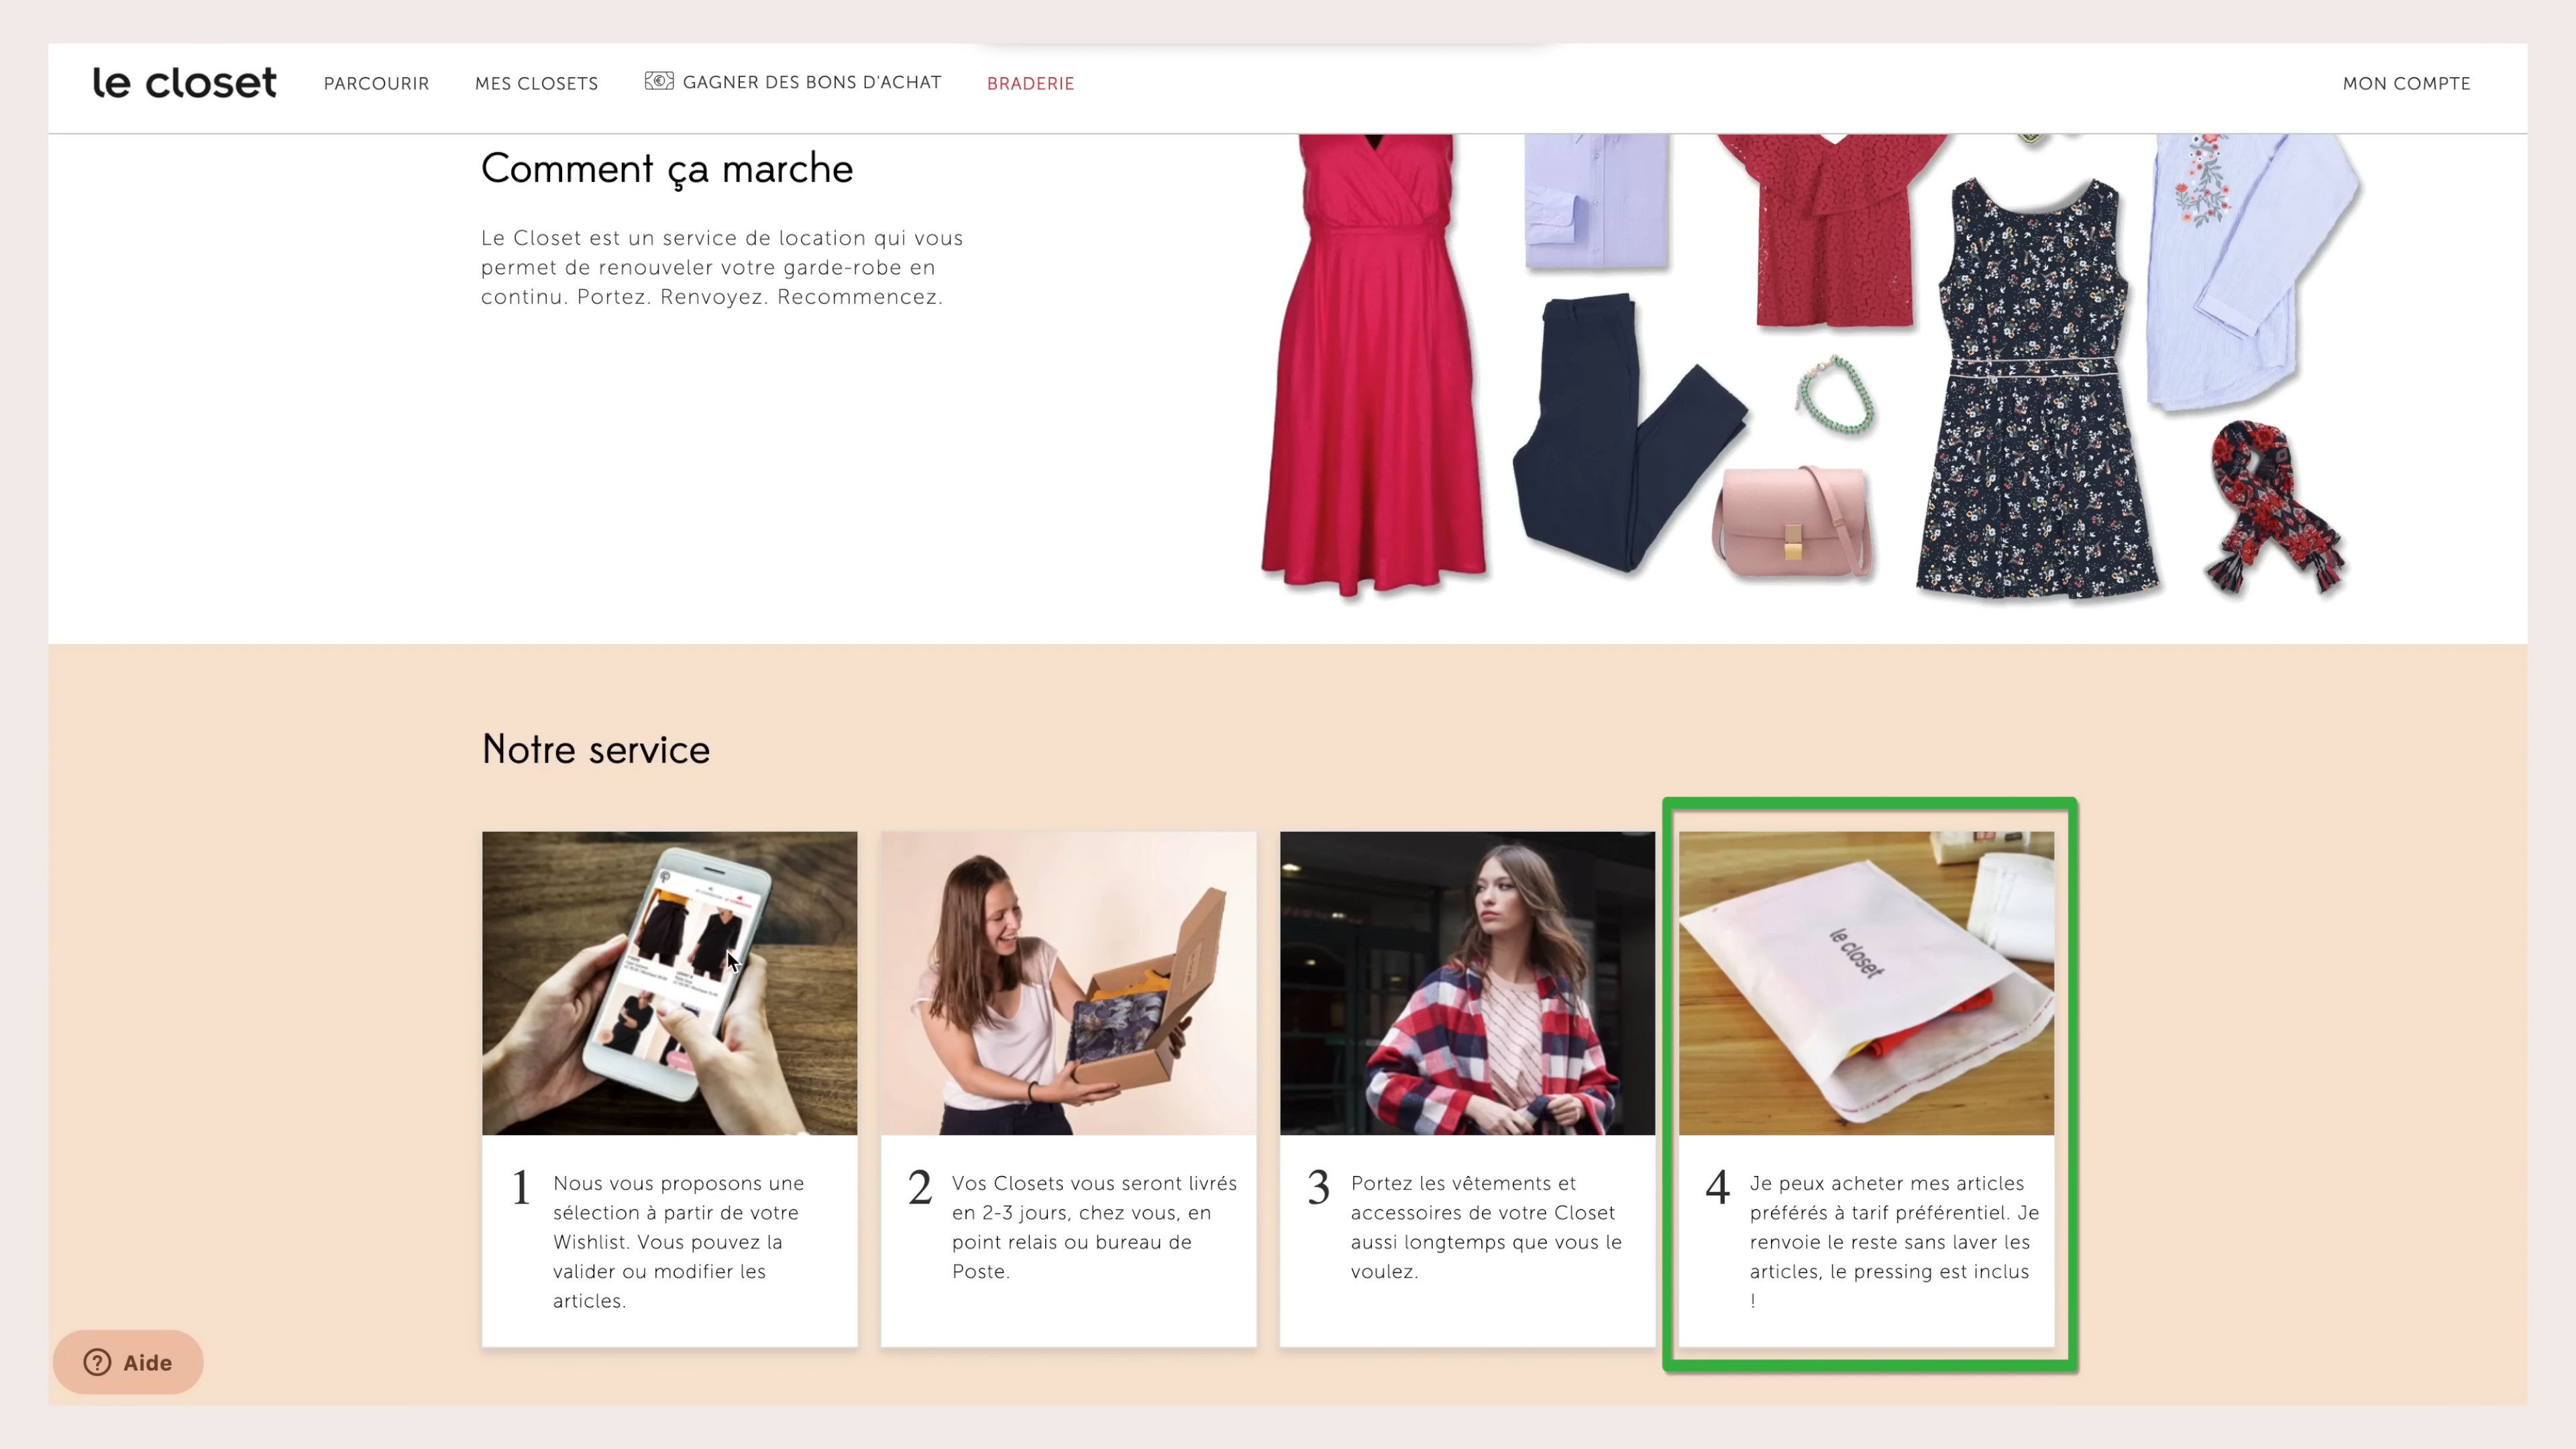 le closet
PARCOURIR
MES CLOSETS
GAGNER DES BONS D'ACHAT
BRADERIE
MON COMPTE
Comment ça marche
Le Closet est un service de location qui vous
permet de renouveler votre garde-robe en
continu. Portez. Renvoyez. Recommencez.
Notre service
le closet
1
Nous vous proposons une
sélection à partir de votre
Wishlist. Vous pouvez la
valider ou modifier les
articles.
2
Vos Closets vous seront livrés
en 2-3 jours, chez vous, en
point relais ou bureau de
Poste.
3
Portez les vêtements et
accessoires de votre Closet
aussi longtemps que vous le
voulez.
4
Je peux acheter mes articles
préférés à tarif préférentiel. Je
renvoie le reste sans laver les
articles, le pressing est inclus
!
Aide